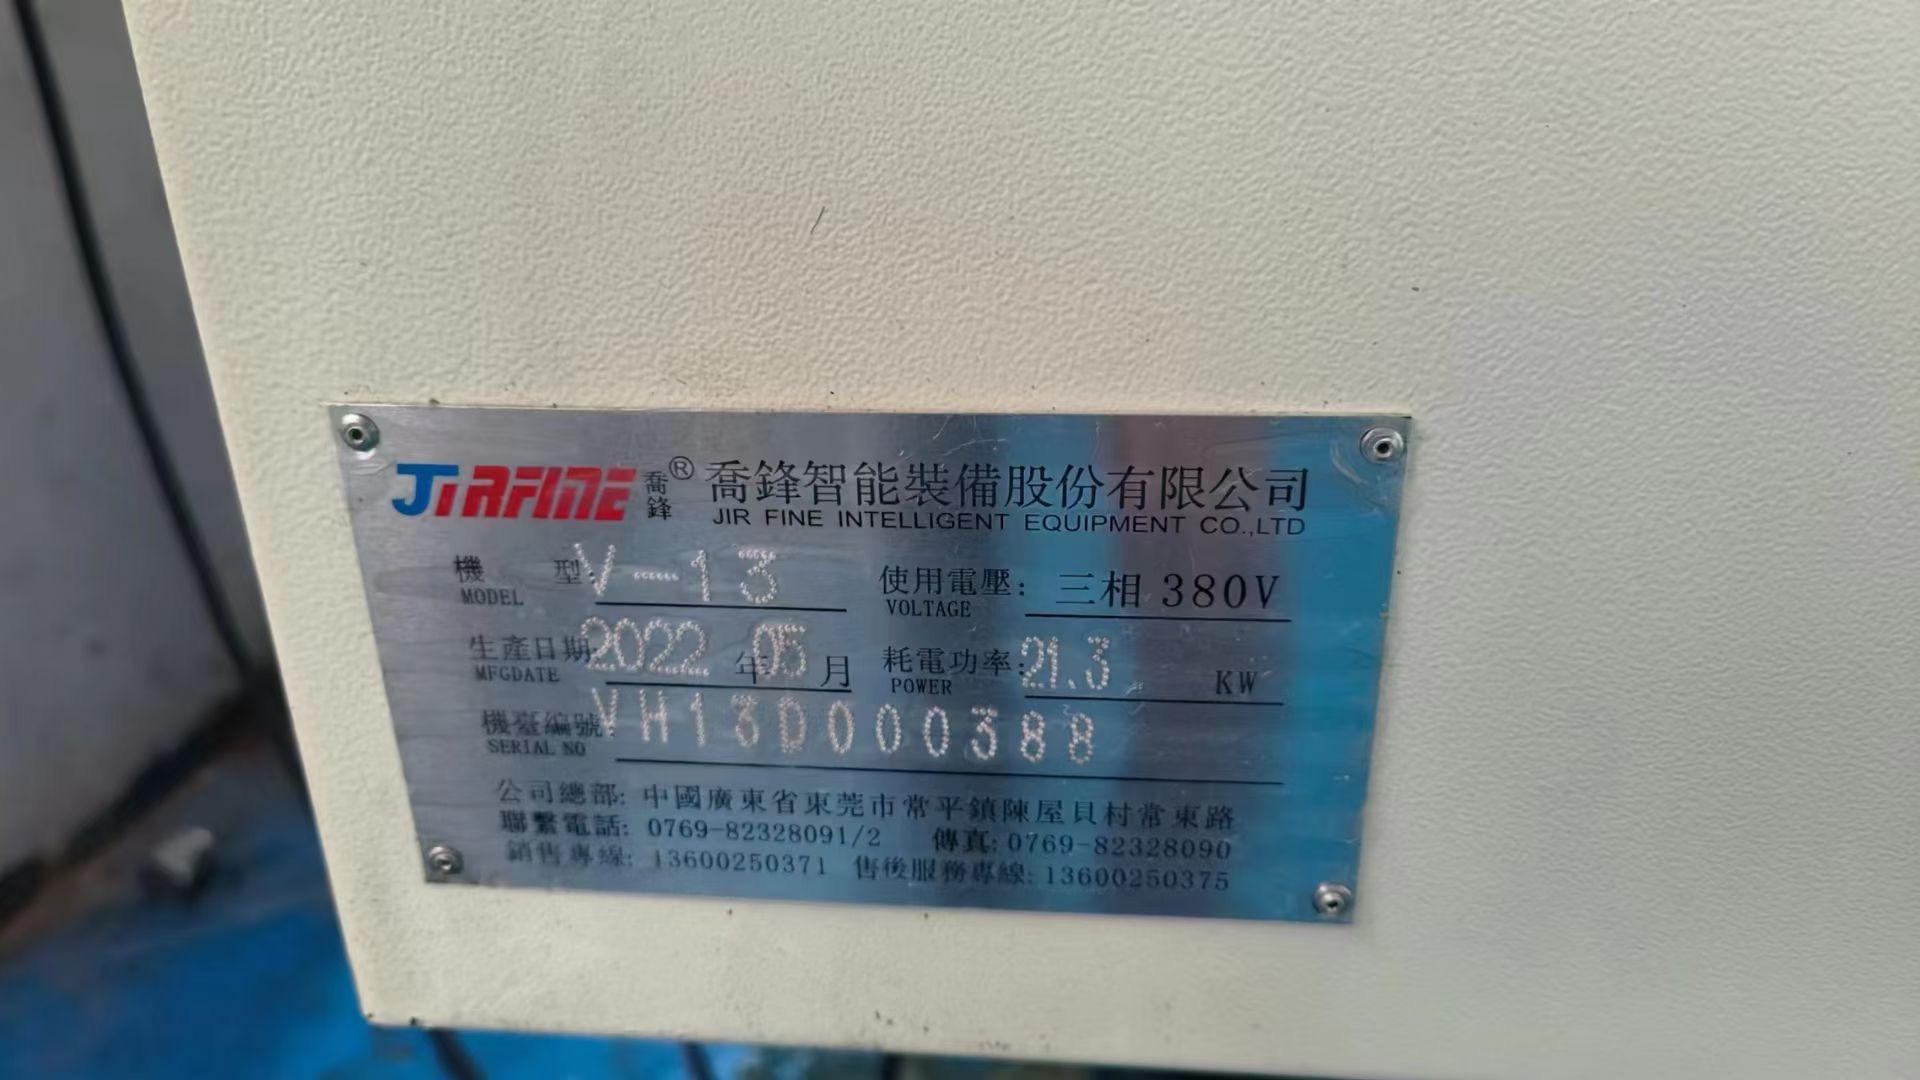 JIRFINE 喬鋒® 喬鋒智能裝備股份有限公司
JIR FINE INTELLIGENT EQUIPMENT CO.,LTD
機 型: V-13 使用電壓: 三相 380V
MODEL VOLTAGE
生產日期: 2022 年 05 月 耗電功率: 21.3 KW
MFGDATE POWER
機臺編號: VH13D000388
SERIAL NO
公司總部: 中國廣東省東莞市常平鎮陳屋貝村常東路
聯繫電話: 0769-82328091/2 傳真: 0769-82328090
銷售專線: 13600250371 售後服務專線: 13600250375